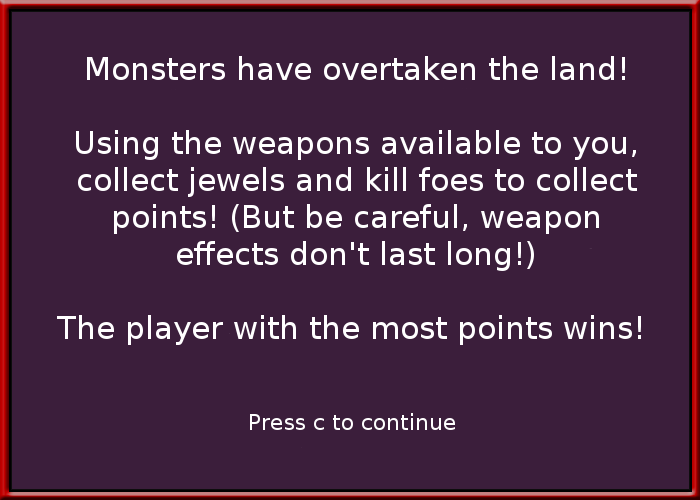 Monsters have overtaken the land!
Using the weapons available to you,
collect jewels and kill foes to collect
points! (But be careful, weapon
effects don't last long!)
The player with the most points wins!
Press c to continue